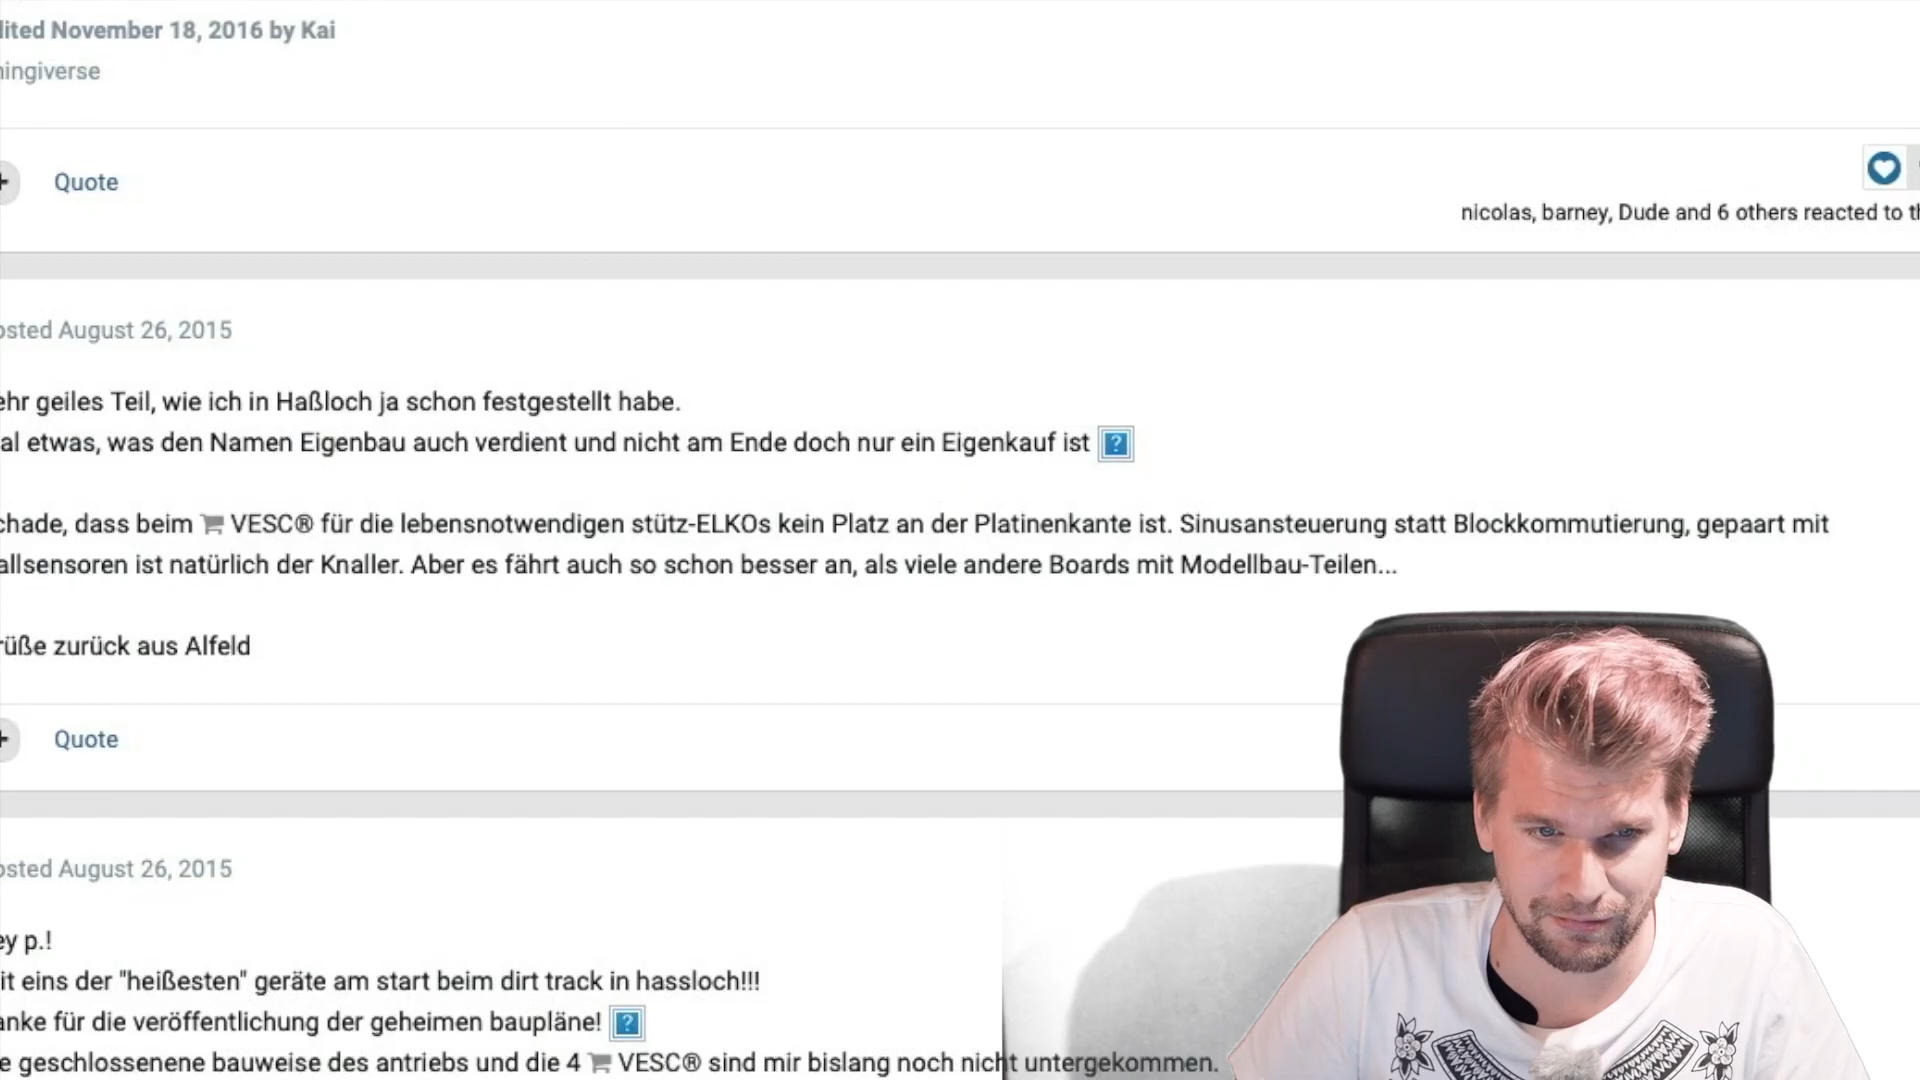 dited November 18, 2016 by Kai
hingiverse
+ Quote
nicolas, barney, Dude and 6 others reacted to th
osted August 26, 2015
ehr geiles Teil, wie ich in Haßloch ja schon festgestellt habe.
al etwas, was den Namen Eigenbau auch verdient und nicht am Ende doch nur ein Eigenkauf ist ?
chade, dass beim VESC® für die lebensnotwendigen stütz-ELKOs kein Platz an der Platinenkante ist. Sinusansteuerung statt Blockkommutierung, gepaart mit
allsensoren ist natürlich der Knaller. Aber es fährt auch so schon besser an, als viele andere Boards mit Modellbau-Teilen...
rüße zurück aus Alfeld
+ Quote
osted August 26, 2015
ey p.!
it eins der "heißesten" geräte am start beim dirt track in hassloch!!!
anke für die veröffentlichung der geheimen baupläne! ?
e geschlossenene bauweise des antriebs und die 4 VESC® sind mir bislang noch nicht untergekommen.